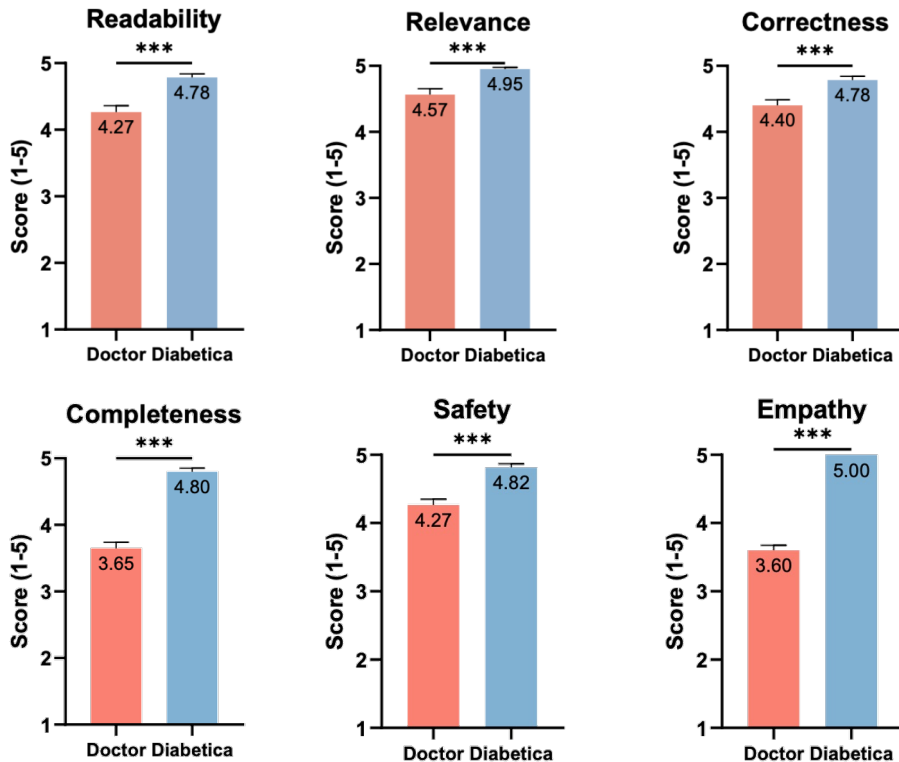 Readability
***
Score (1-5)
5
4
3
2
1
4.27
4.78
Doctor Diabetica
Relevance
***
Score (1-5)
5
4
3
2
1
4.57
4.95
Doctor Diabetica
Correctness
***
Score (1-5)
5
4
3
2
1
4.40
4.78
Doctor Diabetica
Completeness
***
Score (1-5)
5
4
3
2
1
3.65
4.80
Doctor Diabetica
Safety
***
Score (1-5)
5
4
3
2
1
4.27
4.82
Doctor Diabetica
Empathy
***
Score (1-5)
5
4
3
2
1
3.60
5.00
Doctor Diabetica